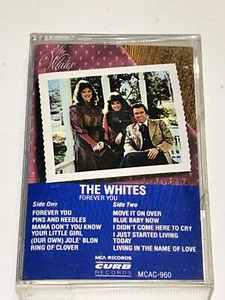 The
Whites
THE WHITES
FOREVER YOU
Side One
FOREVER YOU
PINS AND NEEDLES
MAMA DON'T YOU KNOW
YOUR LITTLE GIRL
(OUR OWN) JOLE' BLON
RING OF CLOVER
Side Two
MOVE IT ON OVER
BLUE BABY NOW
I DIDN'T COME HERE TO CRY
I JUST STARTED LIVING
TODAY
LIVING IN THE NAME OF LOVE
MCA RECORDS
CURB
RECORDS
MCAC-960